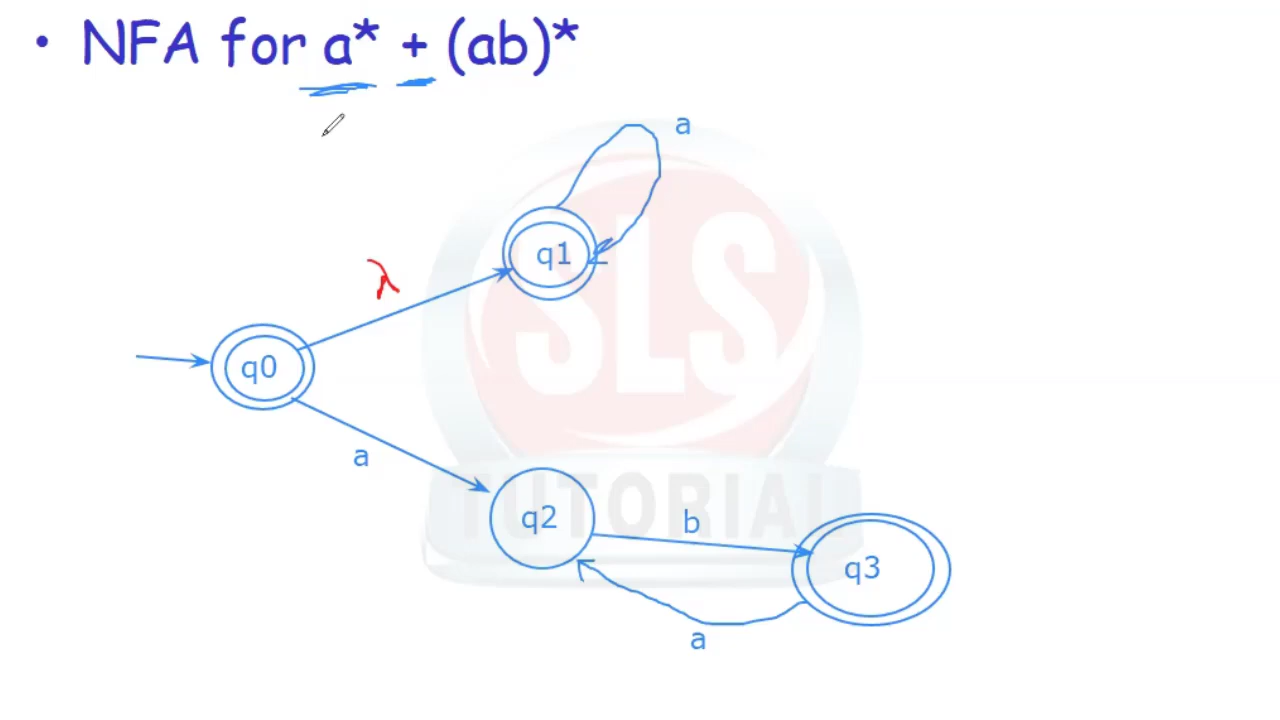 • NFA for a* + (ab)*
a
q1
λ
q0
a
q2
b
q3
a
SLS
TUTORIAL